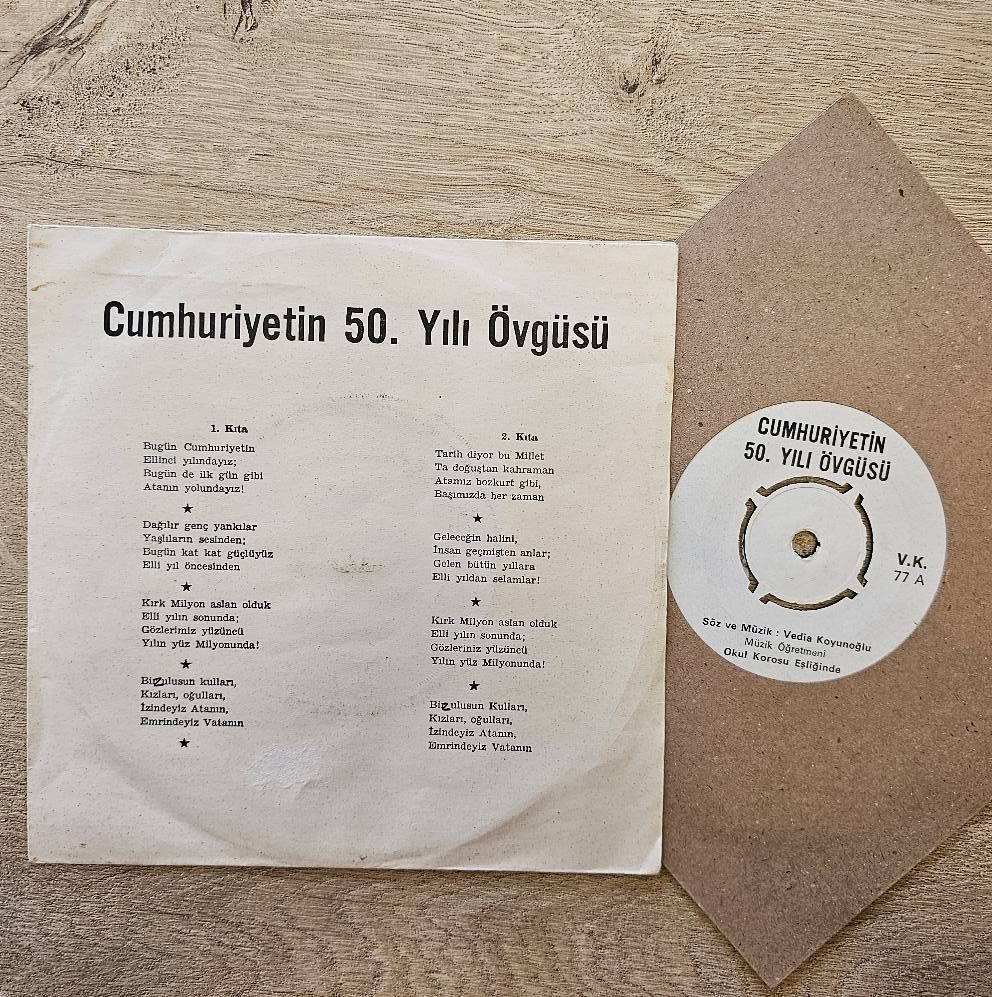 Cumhuriyetin 50. Yılı Övgüsü
1. Kıta
Bugün Cumhuriyetin
Ellinci yılındayız;
Bugün de ilk gün gibi
Atanın yolundayız!
★
Dağılır genç yankılar
Yaşlıların sesinden;
Bugün kat kat güçlüyüz
Elli yıl öncesinden
★
Kırk Milyon aslan olduk
Elli yılın sonunda;
Gözlerimiz yüzüncü
Yılın yüz Milyonunda!
★
Bizulusun kulları,
Kızları, oğulları,
İzindeyiz Atanın,
Emrindeyiz Vatanın
★
2. Kıta
Tarih diyor bu Millet
Ta doğuştan kahraman
Atamız bozkurt gibi,
Başımızda her zaman
★
Geleceğin halini,
İnsan geçmişten anlar;
Gelen bütün yıllara
Elli yıldan selamlar!
★
Kırk Milyon aslan olduk
Elli yılın sonunda;
Gözleriniz yüzüncü
Yılın yüz Milyonunda!
★
Bizulusun Kulları,
Kızları, oğulları,
İzindeyiz Atanın,
Emrindeyiz Vatanın
CUMHURİYETİN
50. YILI ÖVGÜSÜ
V.K.
77 A
Söz ve Müzik : Vedia Koyunoğlu
Müzik Öğretmeni
Okul Korosu Eşliğinde